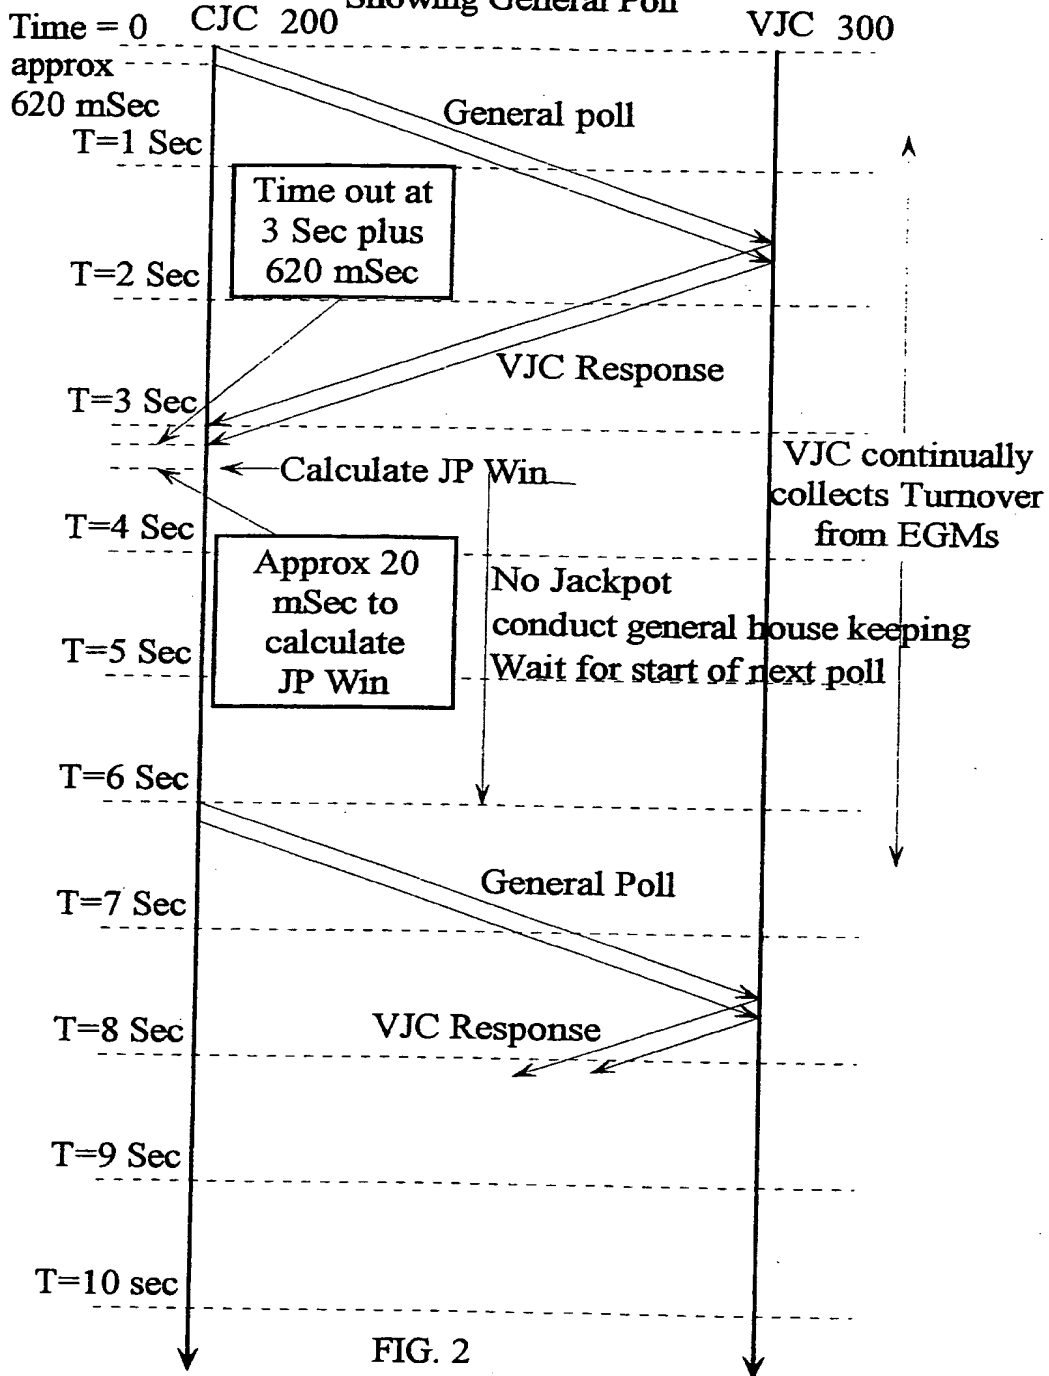 Showing General Poll
Time = 0
CJC 200
VJC 300
approx
620 mSec
General poll
T=1 Sec
Time out at
3 Sec plus
620 mSec
T=2 Sec
VJC Response
T=3 Sec
Calculate JP Win
VJC continually
collects Turnover
from EGMs
T=4 Sec
Approx 20
mSec to
calculate
JP Win
No Jackpot
conduct general house keeping
Wait for start of next poll
T=5 Sec
T=6 Sec
General Poll
T=7 Sec
VJC Response
T=8 Sec
T=9 Sec
T=10 sec
FIG. 2